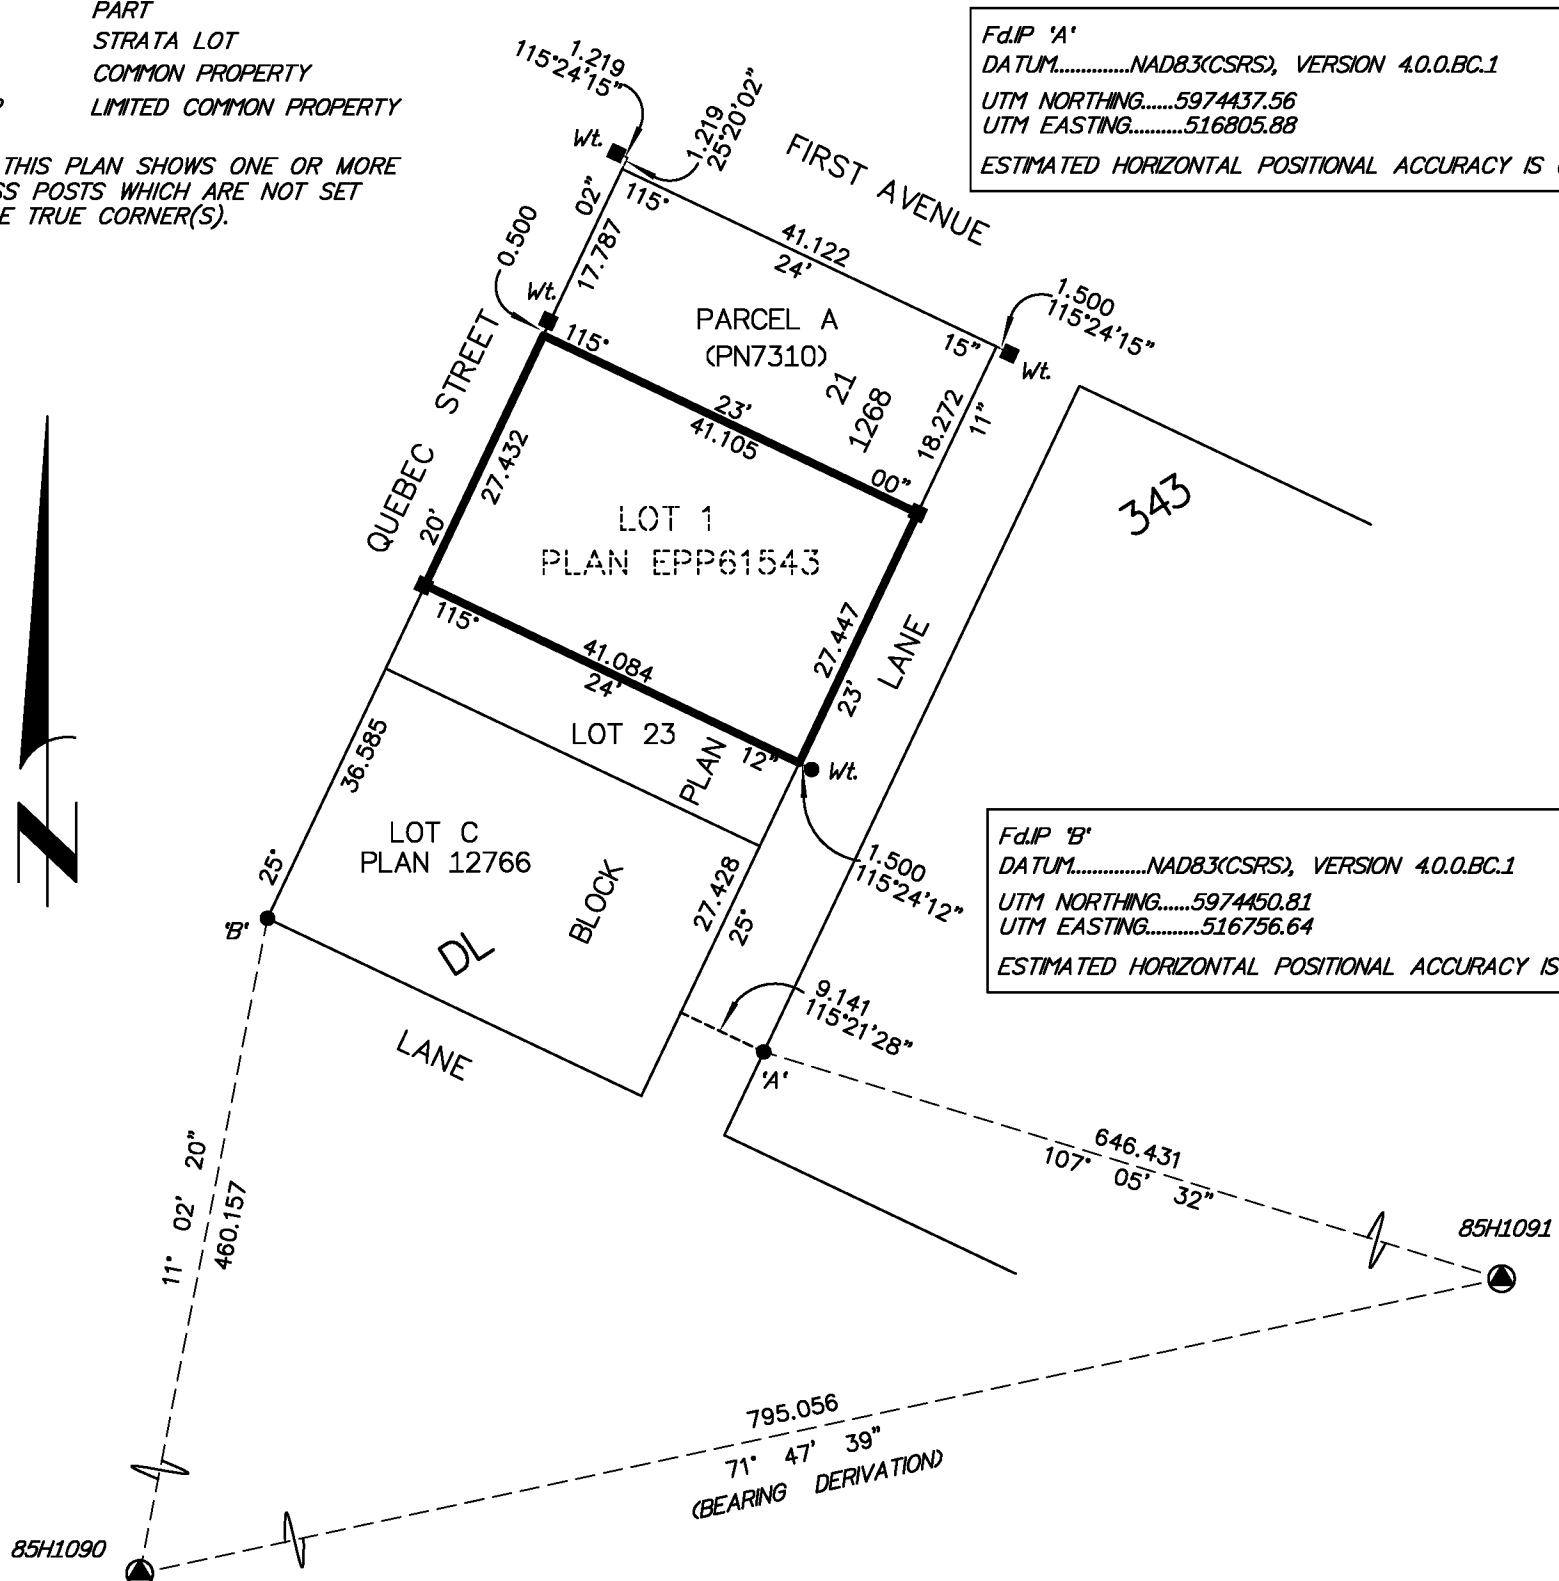 PART
STRATA LOT
COMMON PROPERTY
LIMITED COMMON PROPERTY
THIS PLAN SHOWS ONE OR MORE
SS POSTS WHICH ARE NOT SET
E TRUE CORNER(S).
Fd.IP 'A'
DATUM..............NAD83(CSRS), VERSION 4.0.0.BC.1
UTM NORTHING......5974437.56
UTM EASTING..........516805.88
ESTIMATED HORIZONTAL POSITIONAL ACCURACY IS
1.219
115°24'15"
1.219
25°20'02"
Wt.
FIRST AVENUE
115°
41.122
24'
15"
02"
17.787
0.500
Wt.
1.500
115°24'15"
Wt.
PARCEL A
(PN7310)
21
1268
18.272
11"
QUEBEC STREET
115°
23'
41.105
00"
27.432
20'
LOT 1
PLAN EPP61543
343
27.447
23'
LANE
115°
41.084
24'
12"
Wt.
LOT 23
PLAN
36.585
25°
LOT C
PLAN 12766
BLOCK
DL
27.428
25°
1.500
115°24'12"
Fd.IP 'B'
DATUM..............NAD83(CSRS), VERSION 4.0.0.BC.1
UTM NORTHING......5974450.81
UTM EASTING..........516756.64
ESTIMATED HORIZONTAL POSITIONAL ACCURACY IS
'B'
LANE
9.141
115°21'28"
'A'
646.431
107° 05' 32"
11° 02' 20"
460.157
85H1091
795.056
71° 47' 39"
(BEARING DERIVATION)
85H1090
N